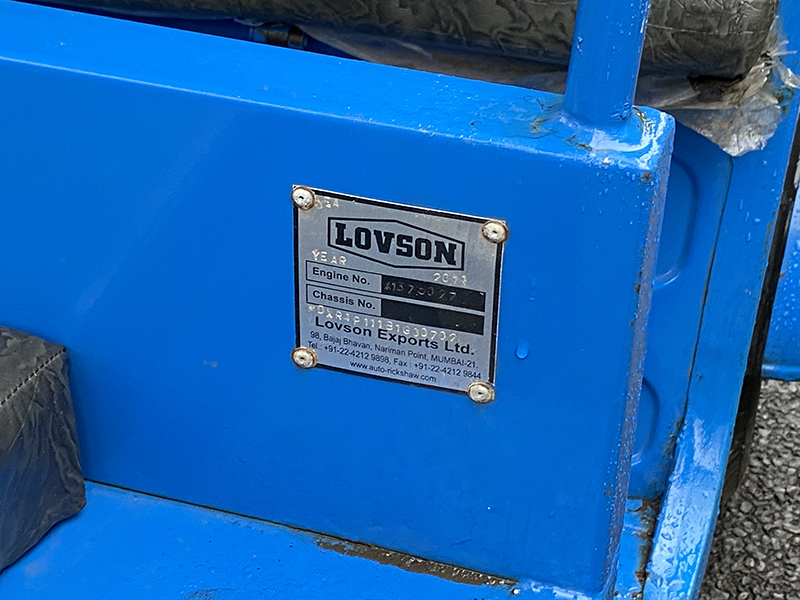 LOVSON
YEAR
Engine No.
Chassis No.
Lovson Exports Ltd.
98, Bajaj Bhavan, Nariman Point, MUMBAI-21.
Tel.: +91-22-4212 9898, Fax : +91-22-4212 9844
www.auto-rickshaw.com